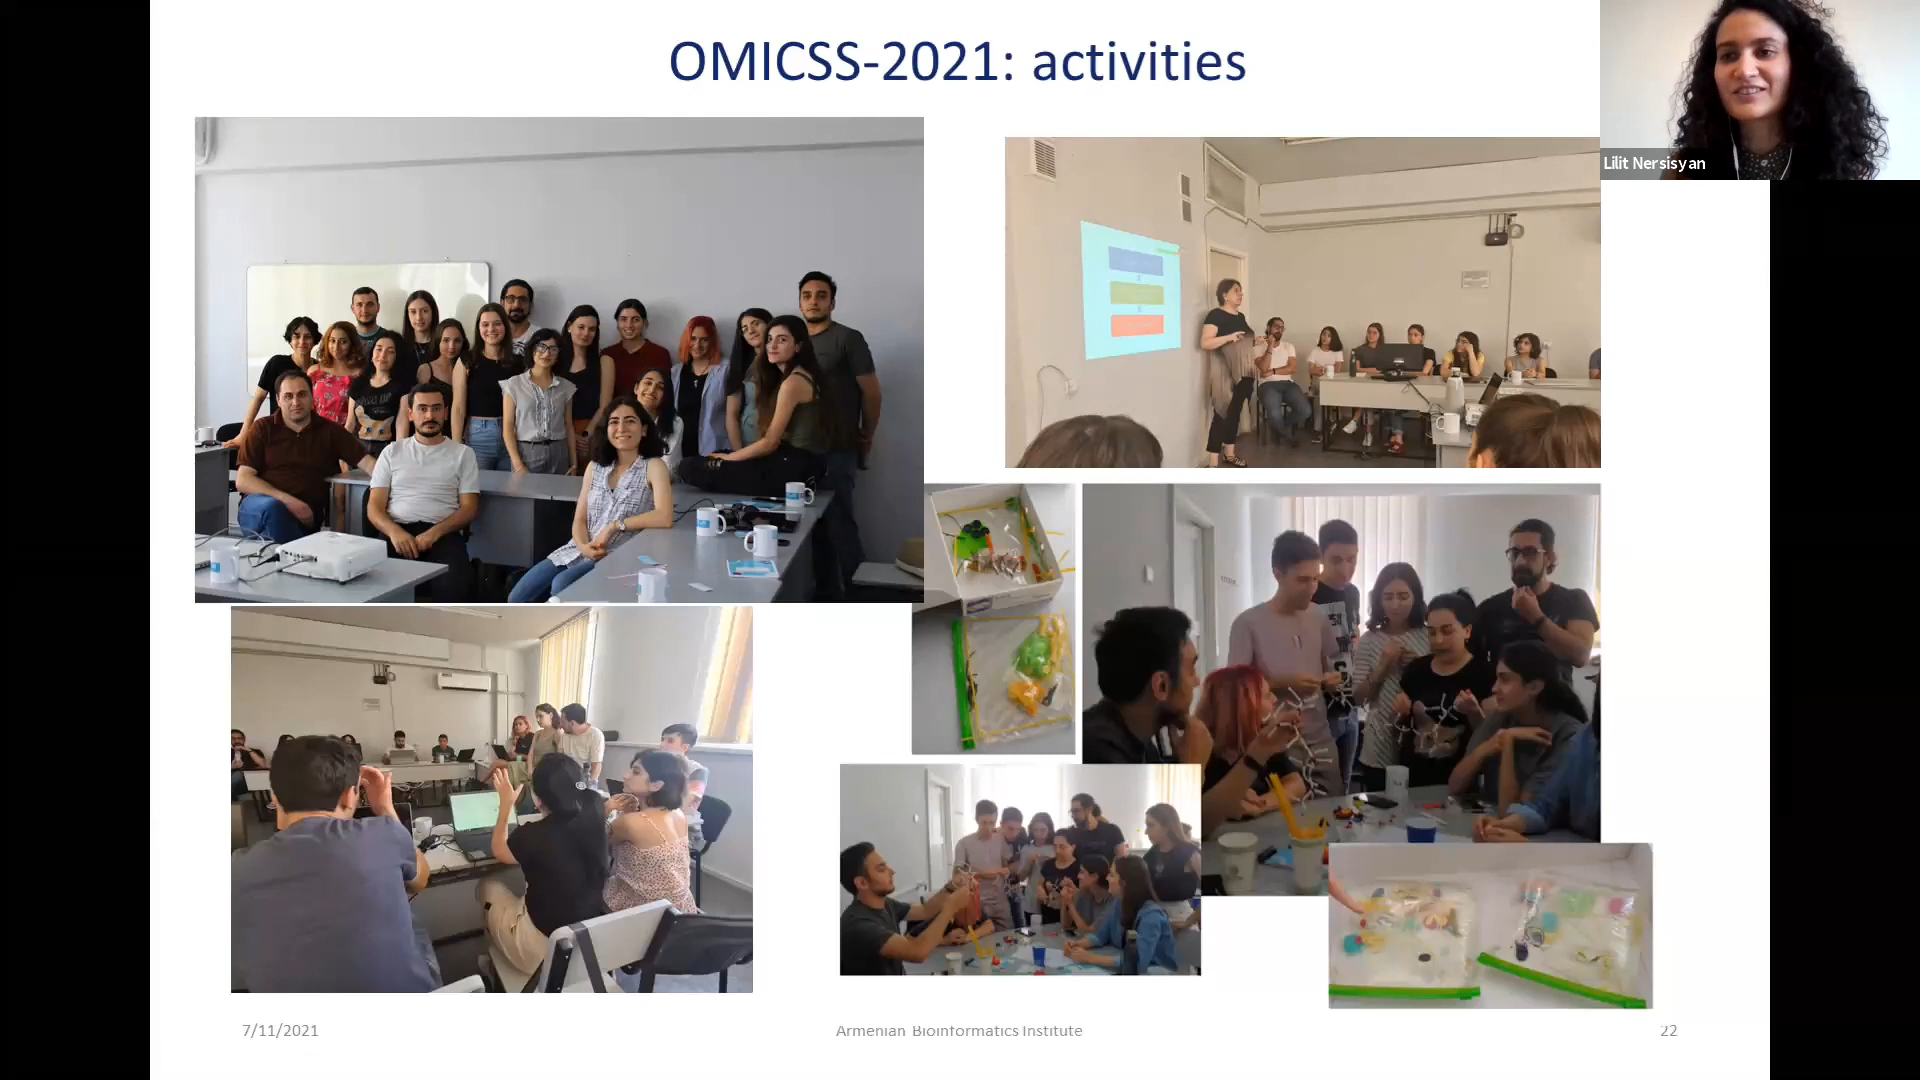 OMICSS-2021: activities
Lilit Nersisyan
7/11/2021
Armenian Bioinformatics Institute
22